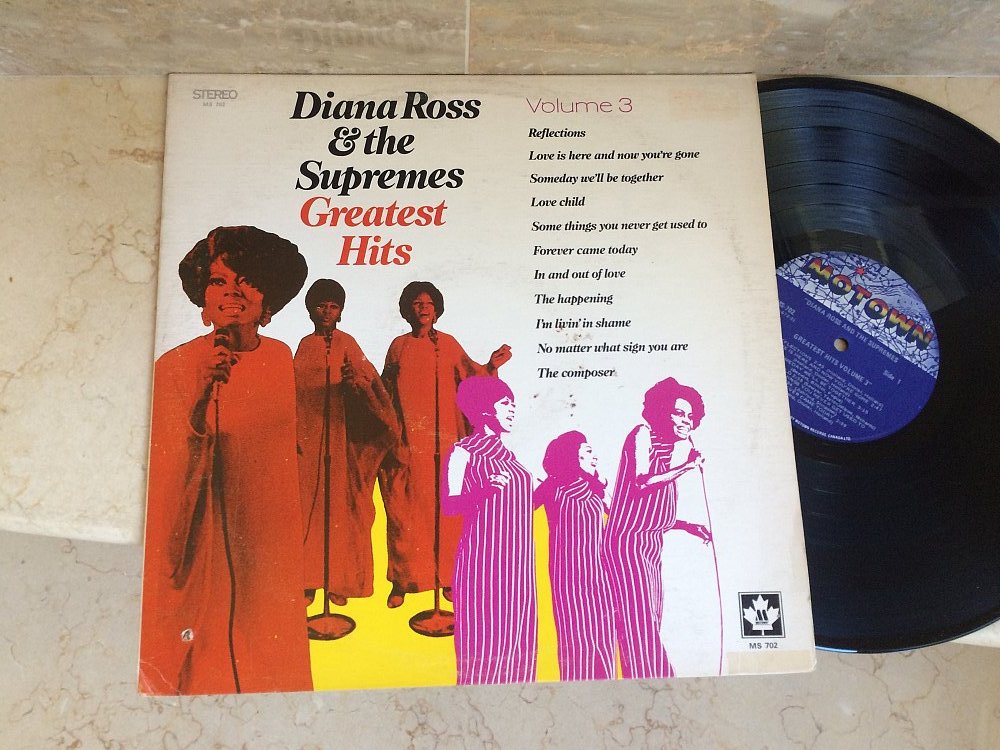 STEREO
MS 702
Diana Ross
& the
Supremes
Greatest
Hits
Volume 3
Reflections
Love is here and now you're gone
Someday we'll be together
Love child
Some things you never get used to
Forever came today
In and out of love
The happening
I'm livin' in shame
No matter what sign you are
The composer
MS 702
MOTOWN
"DIANA ROSS AND THE SUPREMES
GREATEST HITS VOLUME 3"
Side 1